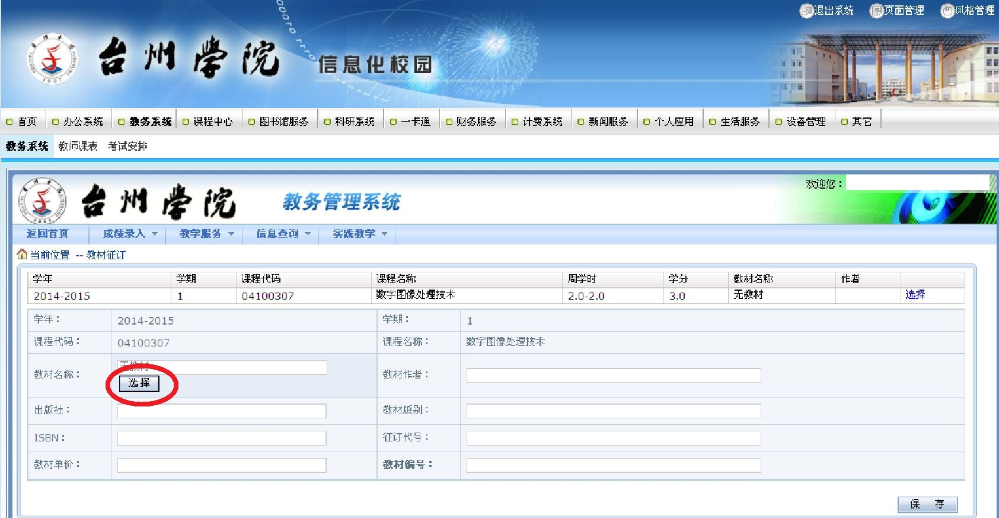 退出系统 页面管理 风格管理
台州学院 信息化校园
1907
首页 办公系统 教务系统 课程中心 图书馆服务 科研系统 一卡通 财务服务 计费系统 新闻服务 个人应用 生活服务 设备管理 其它
教务系统 教师课表 考试安排
欢迎您：
台州学院 教务管理系统
返回首页 成绩录入 教学服务 信息查询 实践教学
当前位置 -- 教材征订
学年 学期 课程代码 课程名称 周学时 学分 教材名称 作者
2014-2015 1 04100307 数字图像处理技术 2.0-2.0 3.0 无教材 选择
学年： 2014-2015 学期： 1
课程代码： 04100307 课程名称： 数字图像处理技术
无教材
教材名称： 教材作者：
选择
出版社： 教材版别：
ISBN： 征订代号：
教材单价： 教材编号：
保 存